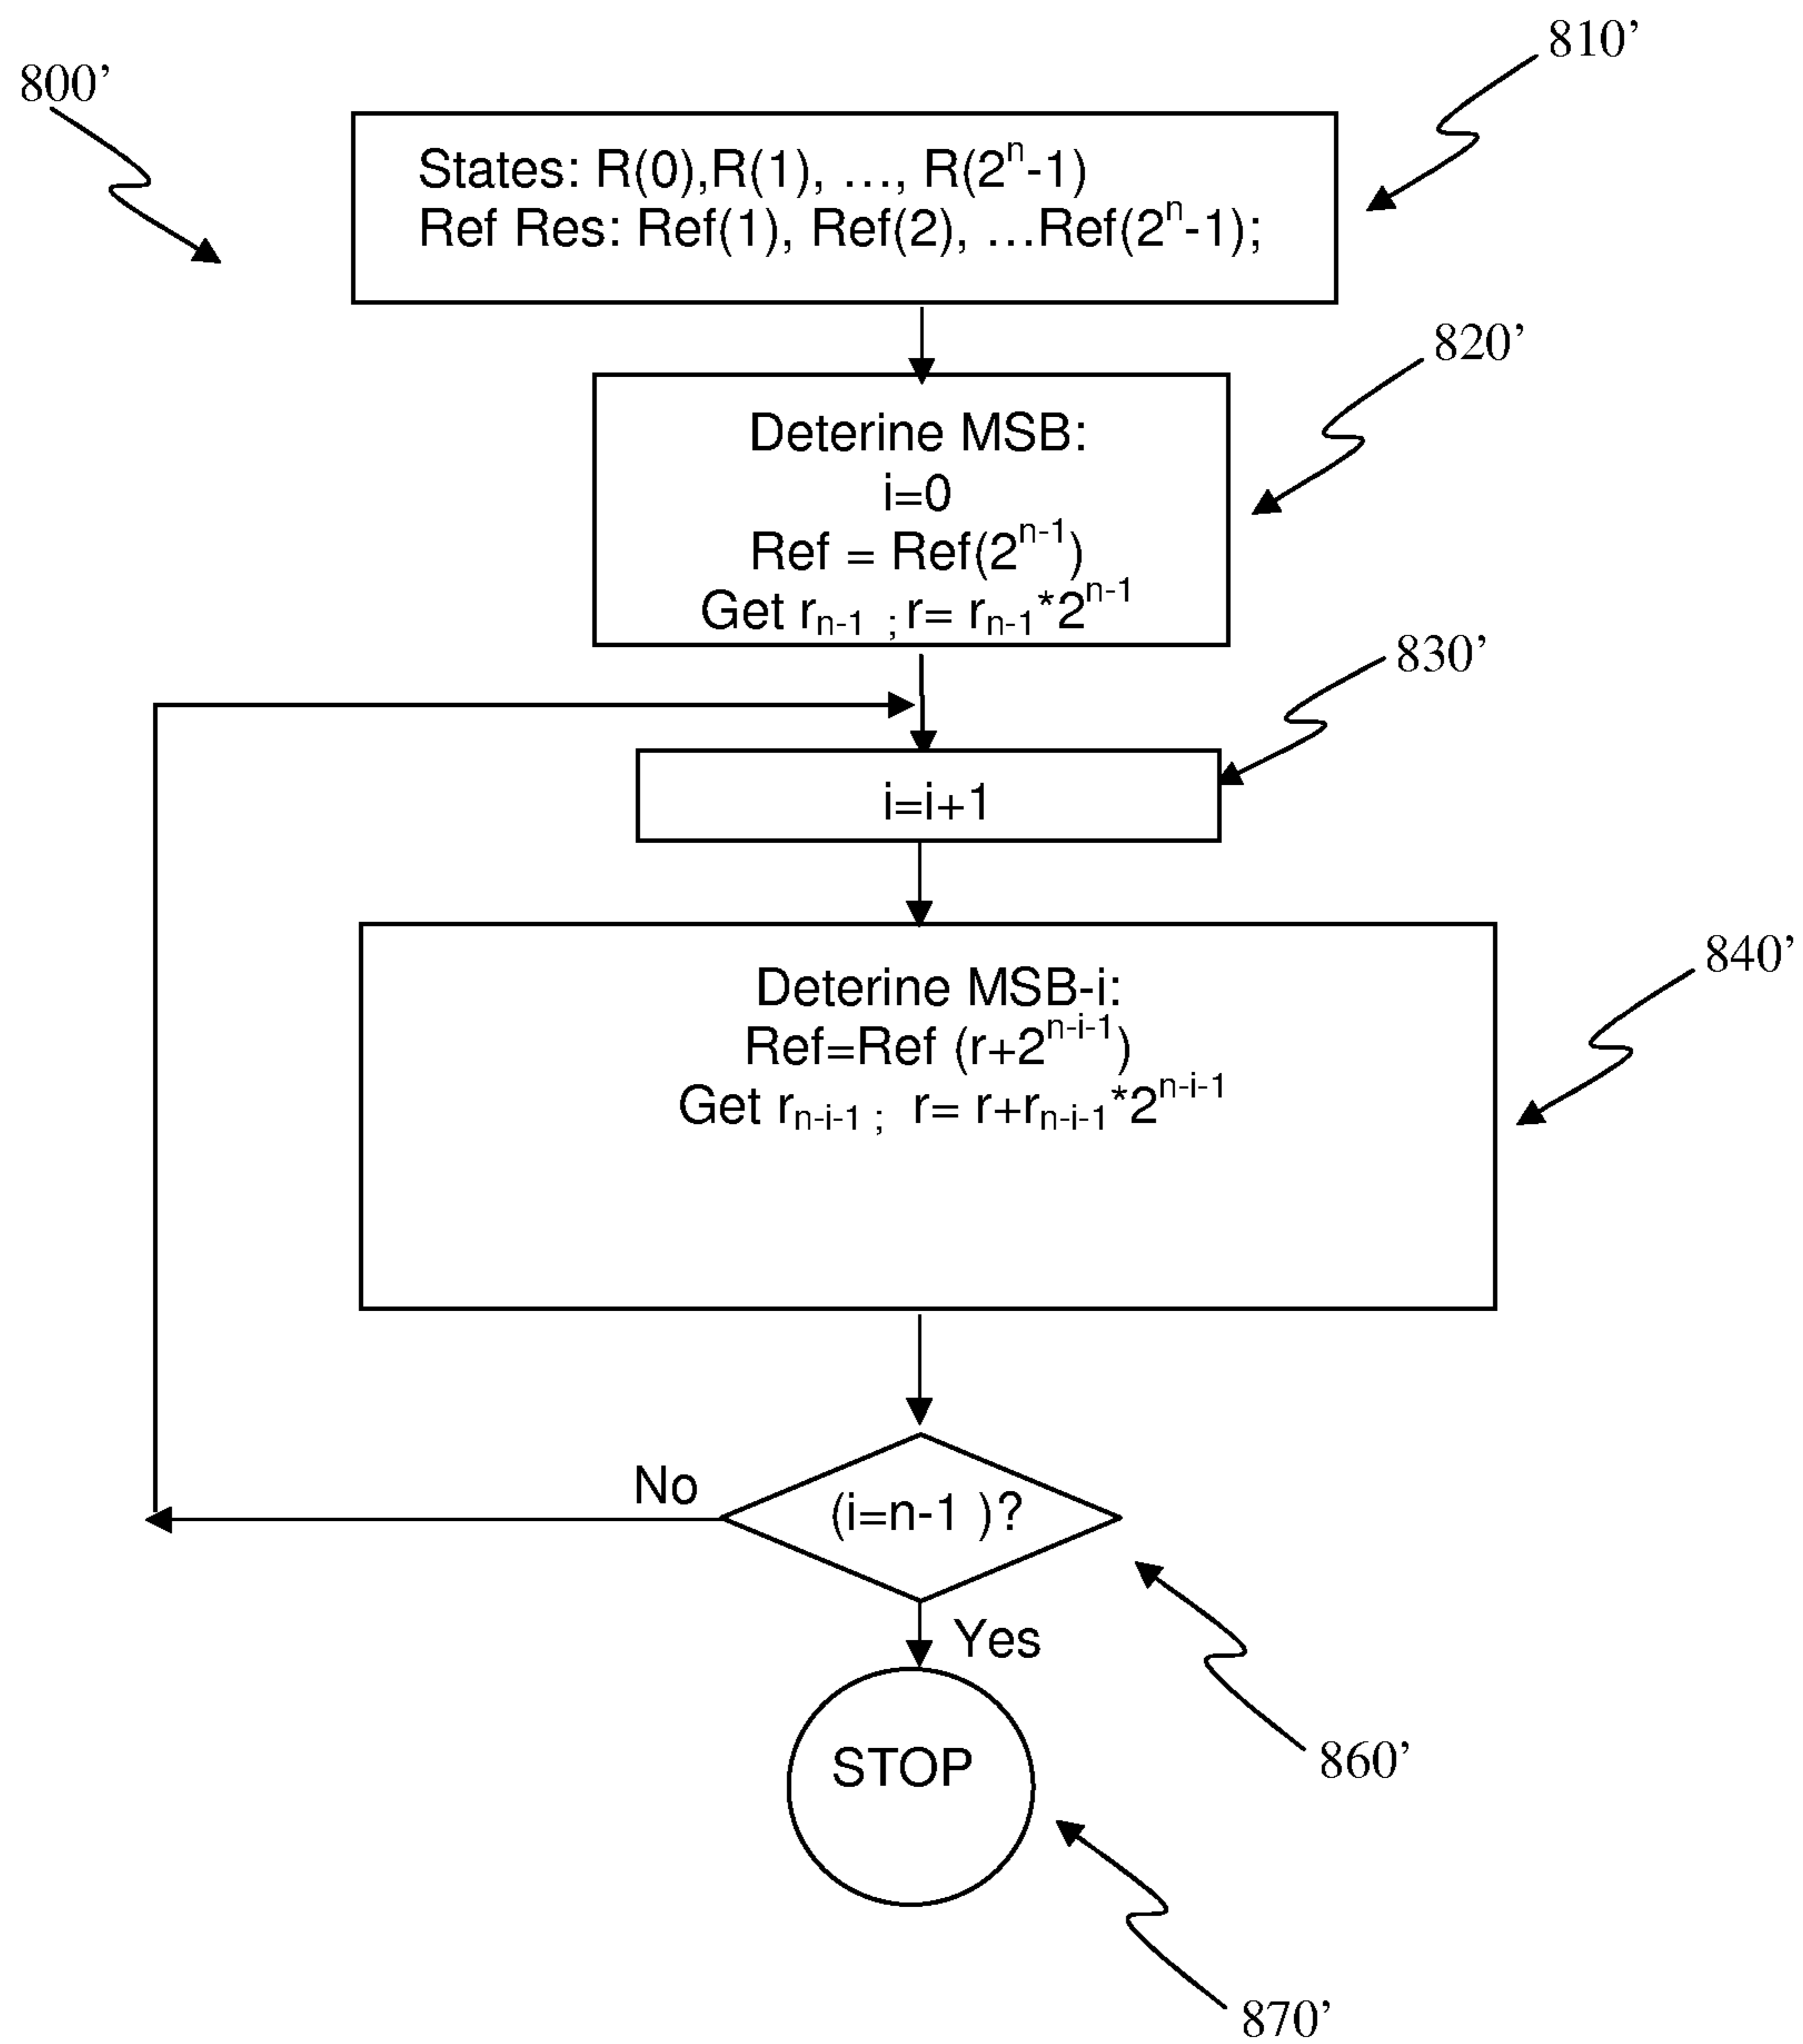 800’
810’
States: R(0),R(1), ..., R(2ⁿ-1)
Ref Res: Ref(1), Ref(2), ...Ref(2ⁿ-1);
820’
Deterine MSB:
i=0
Ref = Ref(2ⁿ⁻¹)
Get rₙ₋₁ ; r= rₙ₋₁*2ⁿ⁻¹
830’
i=i+1
840’
Deterine MSB-i:
Ref=Ref (r+2ⁿ⁻ⁱ⁻¹)
Get rₙ₋ᵢ₋₁ ; r= r+rₙ₋ᵢ₋₁*2ⁿ⁻ⁱ⁻¹
No
(i=n-1 )?
Yes
860’
STOP
870’